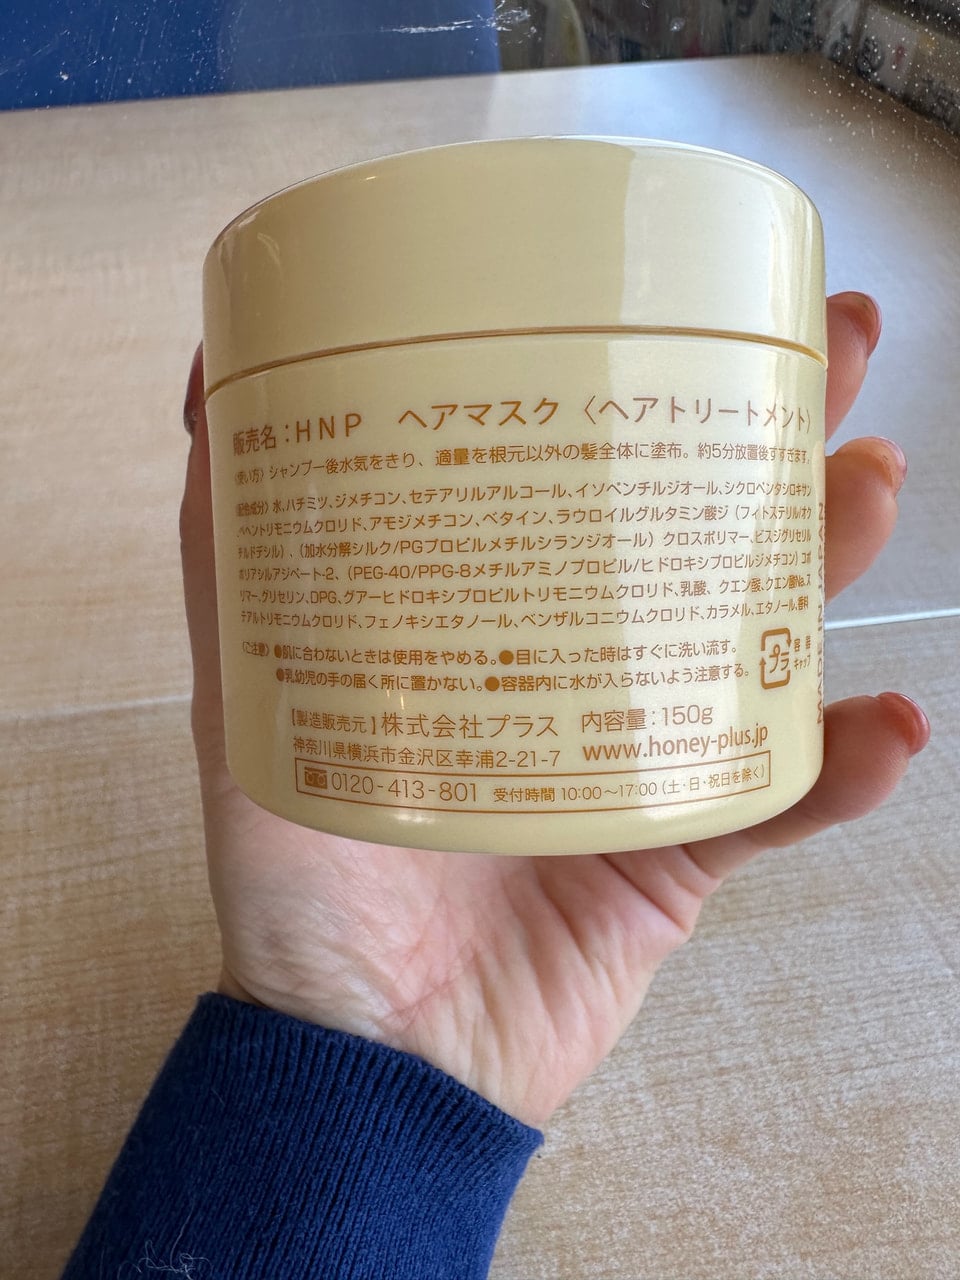 販売名：HNP　ヘアマスク〈ヘアトリートメント〉
〈使い方〉シャンプー後水気をきり、適量を根元以外の髪全体に塗布。約5分放置後すすぎます。
〈配合成分〉水、ハチミツ、ジメチコン、セテアリルアルコール、イソペンチルジオール、シクロペンタシロキサン
、ベヘントリモニウムクロリド、アモジメチコン、ベタイン、ラウロイルグルタミン酸ジ（フィトステリル/オク
チルドデシル）、（加水分解シルク/PGプロピルメチルシランジオール）クロスポリマー、ビスジグリセリル
ポリアシルアジペート-2、（PEG-40/PPG-8メチルアミノプロピル/ヒドロキシプロピルジメチコン）コポ
リマー、グリセリン、DPG、グアーヒドロキシプロピルトリモニウムクロリド、乳酸、クエン酸、クエン酸Na、ス
テアルトリモニウムクロリド、フェノキシエタノール、ベンザルコニウムクロリド、カラメル、エタノール、香料
〈ご注意〉●肌に合わないときは使用をやめる。●目に入った時はすぐに洗い流す。
●乳幼児の手の届く所に置かない。●容器内に水が入らないよう注意する。
プラ
容器
キャップ
【製造販売元】株式会社プラス　内容量：150g
神奈川県横浜市金沢区幸浦2-21-7　www.honey-plus.jp
0120-413-801　受付時間 10:00～17:00（土・日・祝日を除く）
MADE IN JAPAN